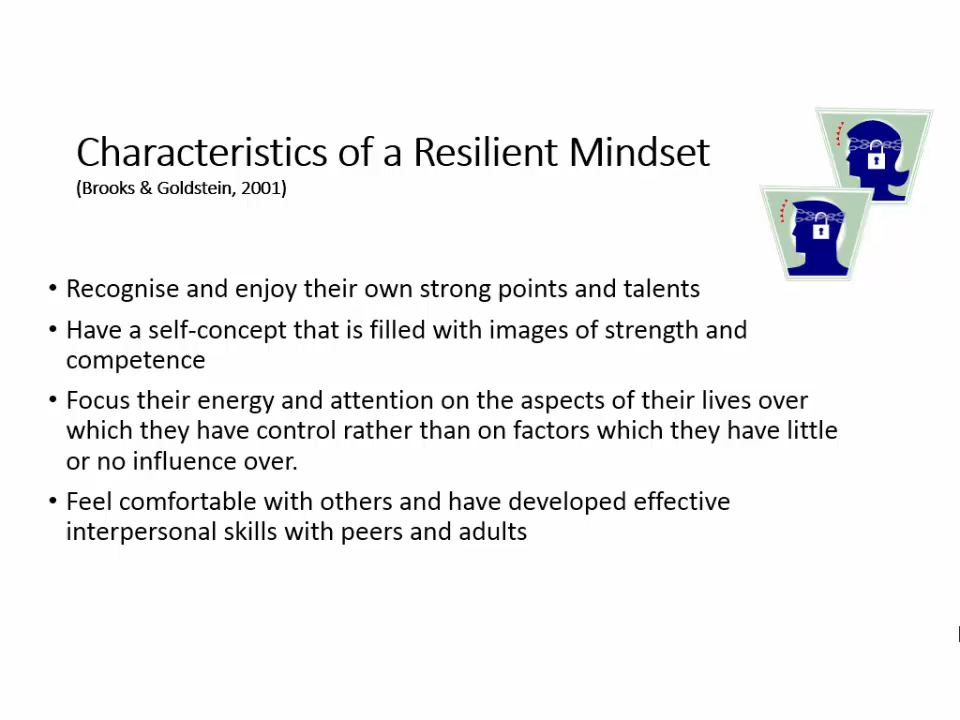 Characteristics of a Resilient Mindset
(Brooks & Goldstein, 2001)
• Recognise and enjoy their own strong points and talents
• Have a self-concept that is filled with images of strength and
competence
• Focus their energy and attention on the aspects of their lives over
which they have control rather than on factors which they have little
or no influence over.
• Feel comfortable with others and have developed effective
interpersonal skills with peers and adults